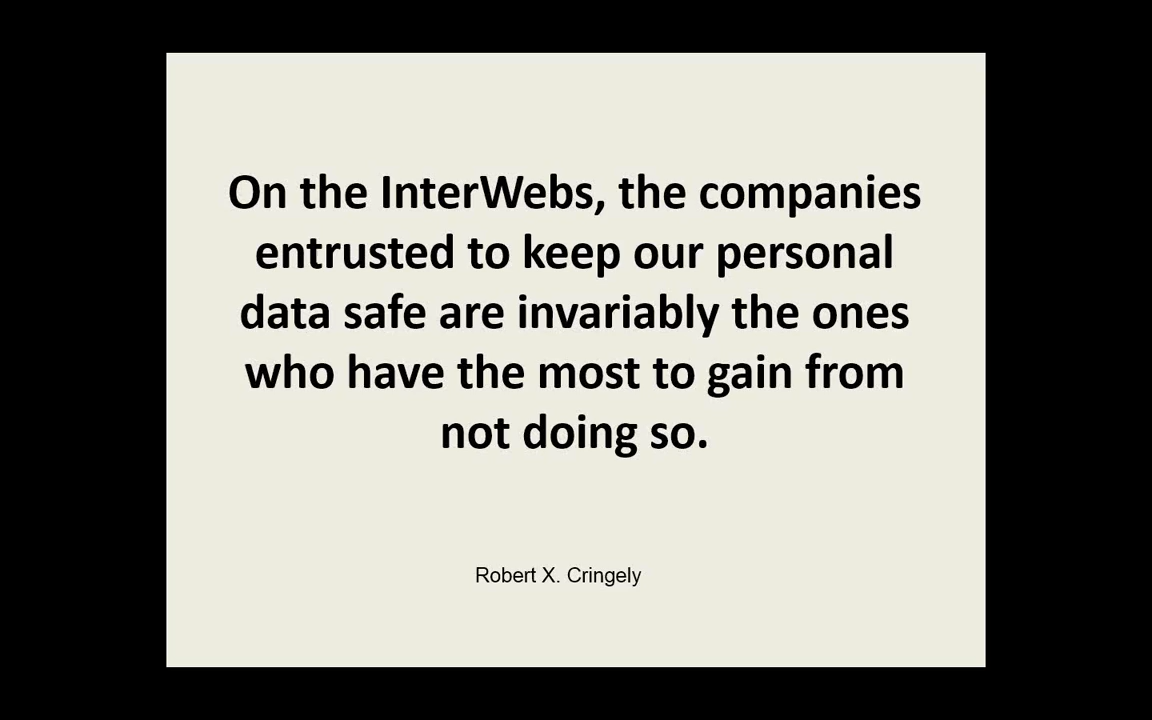 On the InterWebs, the companies
entrusted to keep our personal
data safe are invariably the ones
who have the most to gain from
not doing so.
Robert X. Cringely